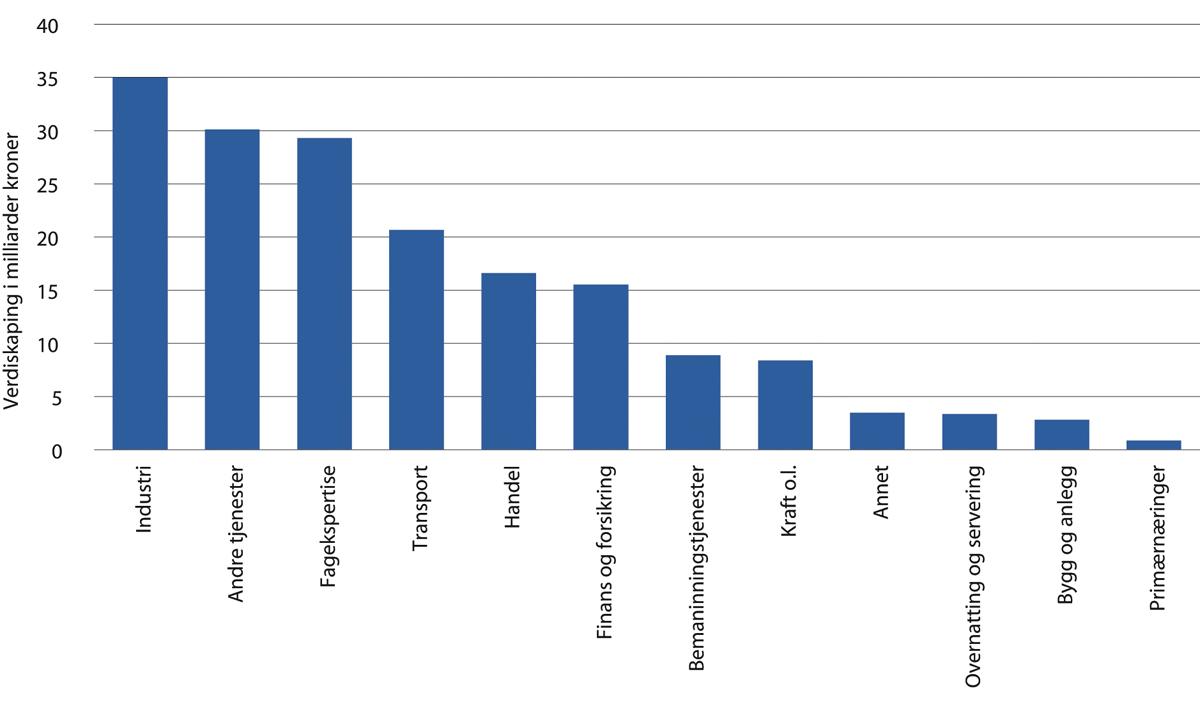 Verdiskaping i milliarder kroner
40
35
30
25
20
15
10
5
0
Industri
Andre tjenester
Fagekspertise
Transport
Handel
Finans og forsikring
Bemaninningstjenester
Kraft o.l.
Annet
Overnatting og servering
Bygg og anlegg
Primærnæringer